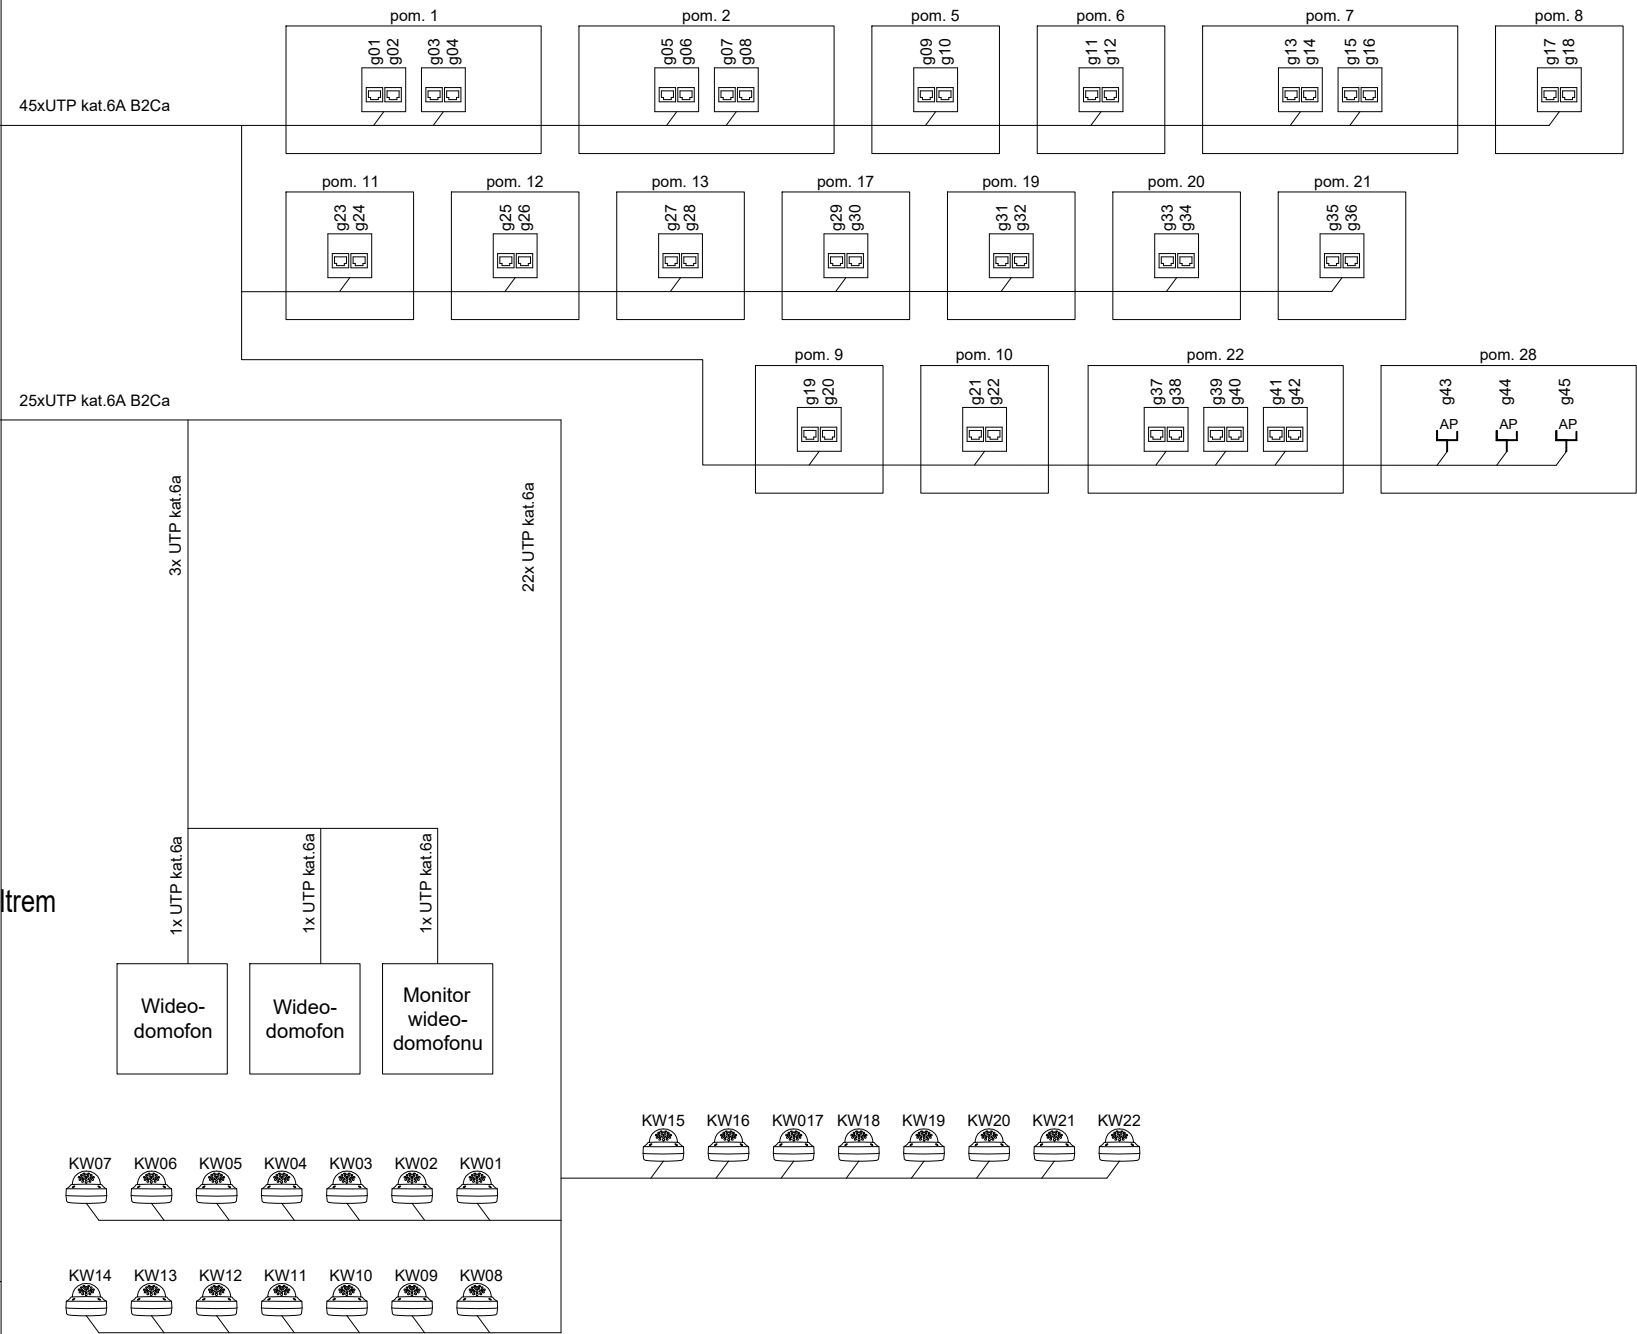 pom. 1
pom. 2
pom. 5
pom. 6
pom. 7
pom. 8
g01
g02
g03
g04
g05
g06
g07
g08
g09
g10
g11
g12
g13
g14
g15
g16
g17
g18
45xUTP kat.6A B2Ca
pom. 11
pom. 12
pom. 13
pom. 17
pom. 19
pom. 20
pom. 21
g23
g24
g25
g26
g27
g28
g29
g30
g31
g32
g33
g34
g35
g36
pom. 9
pom. 10
pom. 22
pom. 28
g19
g20
g21
g22
g37
g38
g39
g40
g41
g42
g43
g44
g45
AP
AP
AP
25xUTP kat.6A B2Ca
3x UTP kat.6a
22x UTP kat.6a
1x UTP kat.6a
1x UTP kat.6a
1x UTP kat.6a
ltrem
Wideo-
domofon
Wideo-
domofon
Monitor
wideo-
domofonu
KW15
KW16
KW017
KW18
KW19
KW20
KW21
KW22
KW07
KW06
KW05
KW04
KW03
KW02
KW01
KW14
KW13
KW12
KW11
KW10
KW09
KW08